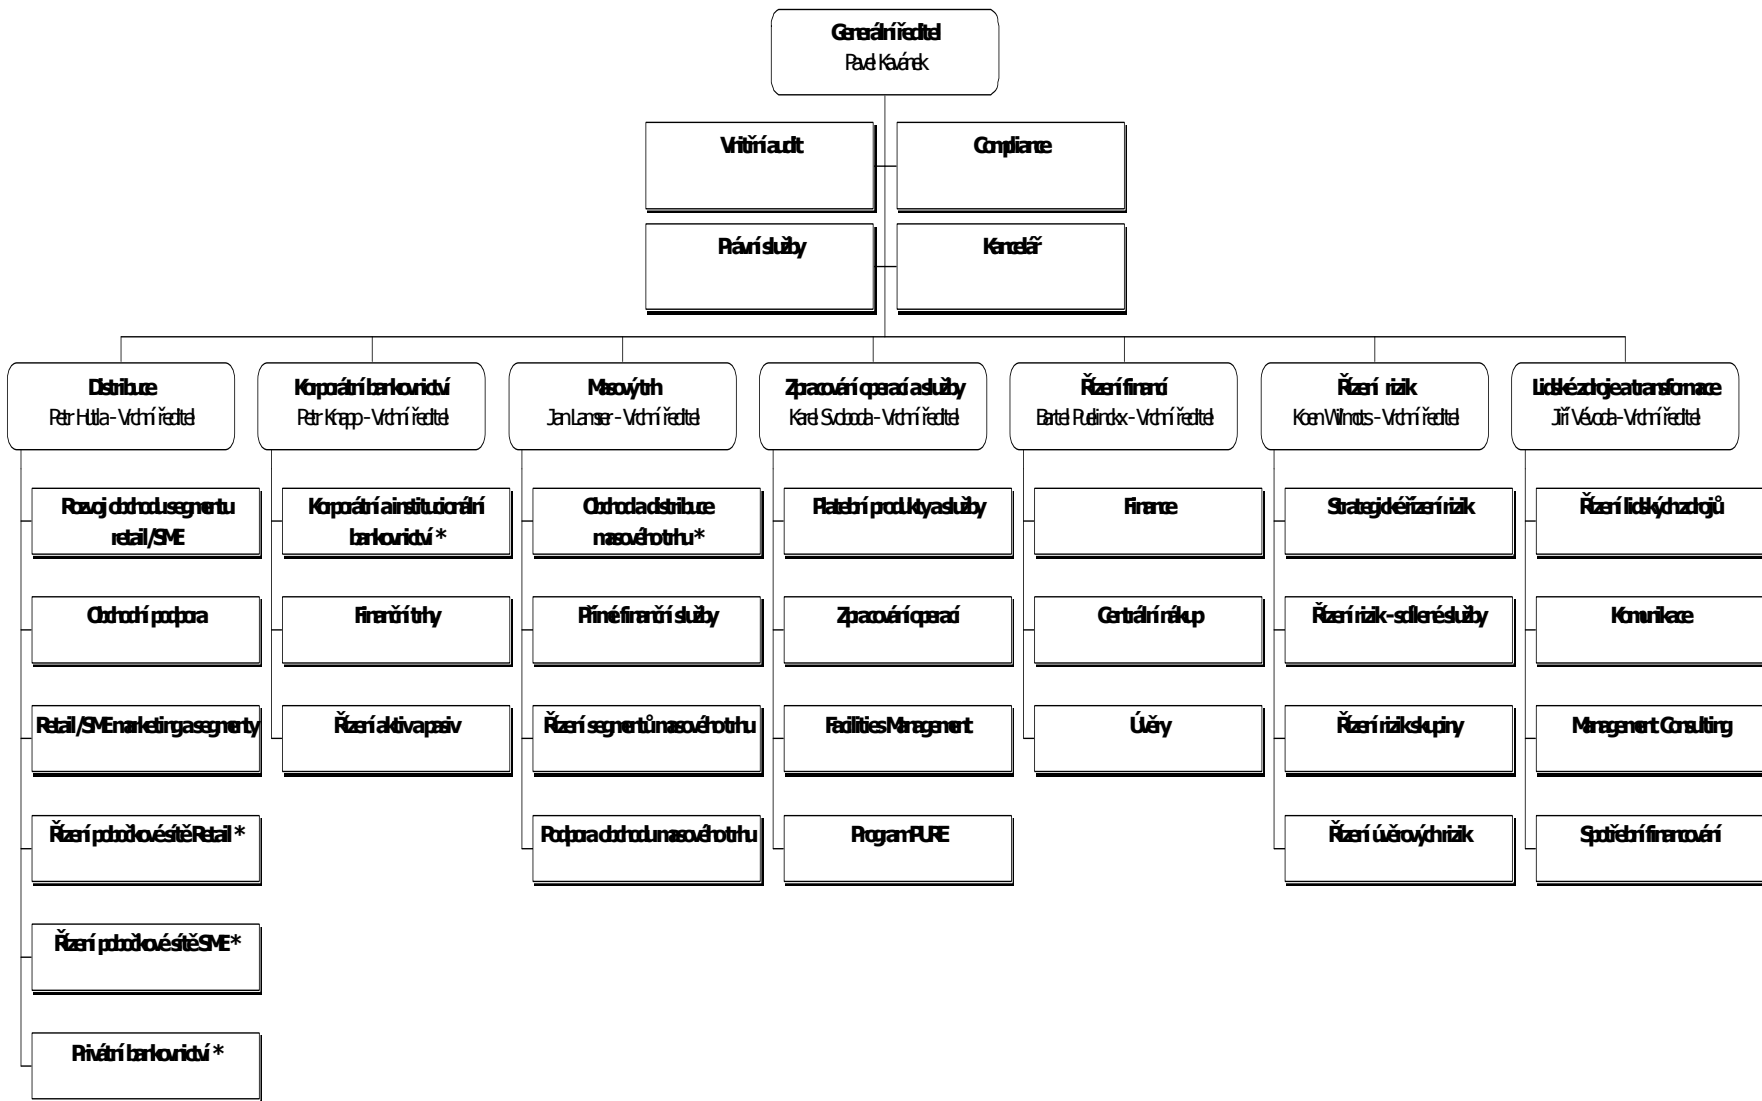 Generální ředitel
Pavel Kavánek
Vnitřní audit
Compliance
Právní služby
Kancelář
Distribuce
Petr Hutla - Vrchní ředitel
Korporátní bankovnictví
Petr Knapp - Vrchní ředitel
Masový trh
Jan Lamser - Vrchní ředitel
Zpracování operací a služby
Karel Svoboda - Vrchní ředitel
Řízení financí
Bartel Puelinckx - Vrchní ředitel
Řízení rizik
Koen Wilmots - Vrchní ředitel
Lidské zdroje a transformace
Jiří Vévoda - Vrchní ředitel
Rozvoj obchodu segmentu
retail/SME
Obchodní podpora
Retail/SME marketing a segmenty
Řízení pobočkové sítě Retail *
Řízení pobočkové sítě SME *
Privátní bankovnictví *
Korporátní a institucionální
bankovnictví *
Finanční trhy
Řízení aktiv a pasiv
Obchod a distribuce
masového trhu *
Přímé finanční služby
Řízení segmentů masového trhu
Podpora obchodu masového trhu
Platební produkty a služby
Zpracování operací
Facilities Management
Program PURE
Finance
Centrální nákup
Úvěry
Strategické řízení rizik
Řízení rizik - sdílené služby
Řízení rizik skupiny
Řízení úvěrových rizik
Řízení lidských zdrojů
Komunikace
Management Consulting
Spotřební financování